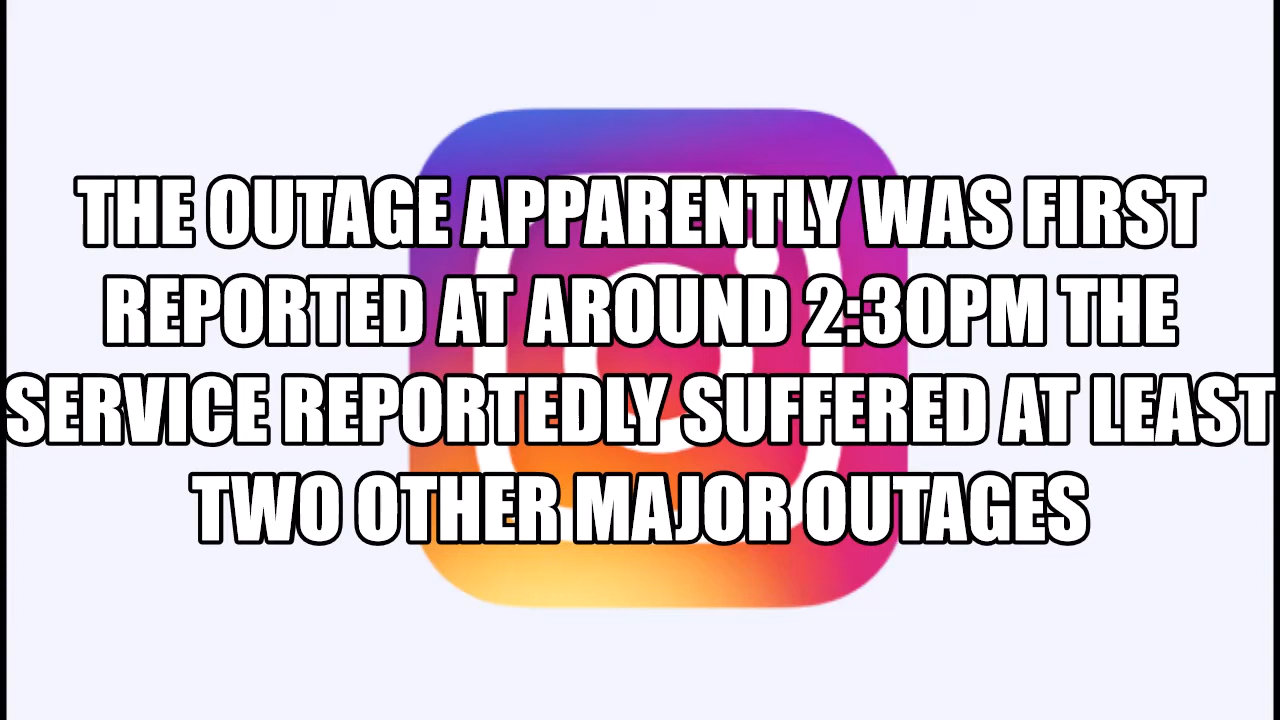 THE OUTAGE APPARENTLY WAS FIRST
REPORTED AT AROUND 2:30PM THE
SERVICE REPORTEDLY SUFFERED AT LEAST
TWO OTHER MAJOR OUTAGES